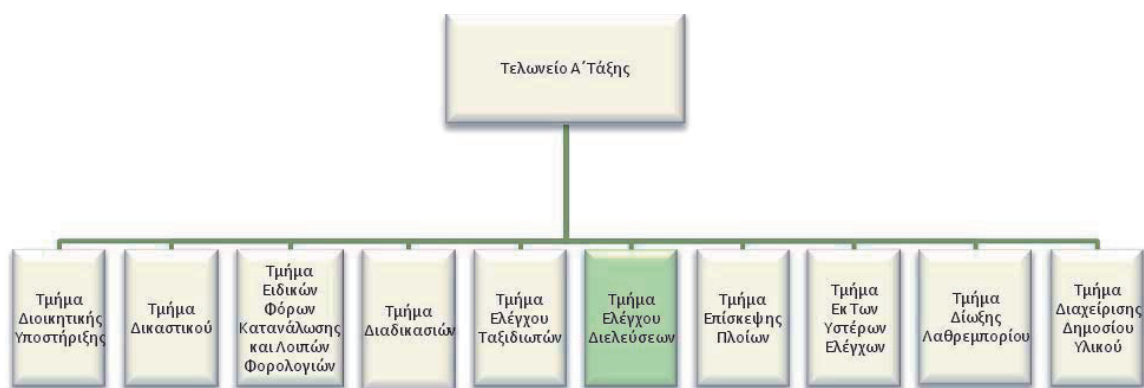 Τελωνείο Α΄Τάξης
Τμήμα
Διοικητικής
Υποστήριξης
Τμήμα
Δικαστικού
Τμήμα
Ειδικών
Φόρων
Κατανάλωσης
και Λοιπών
Φορολογιών
Τμήμα
Διαδικασιών
Τμήμα
Ελέγχου
Ταξιδιωτών
Τμήμα
Ελέγχου
Διελεύσεων
Τμήμα
Επίσκεψης
Πλοίων
Τμήμα
Εκ Των
Υστέρων
Ελέγχων
Τμήμα
Δίωξης
Λαθρεμπορίου
Τμήμα
Διαχείρισης
Δημοσίου
Υλικού